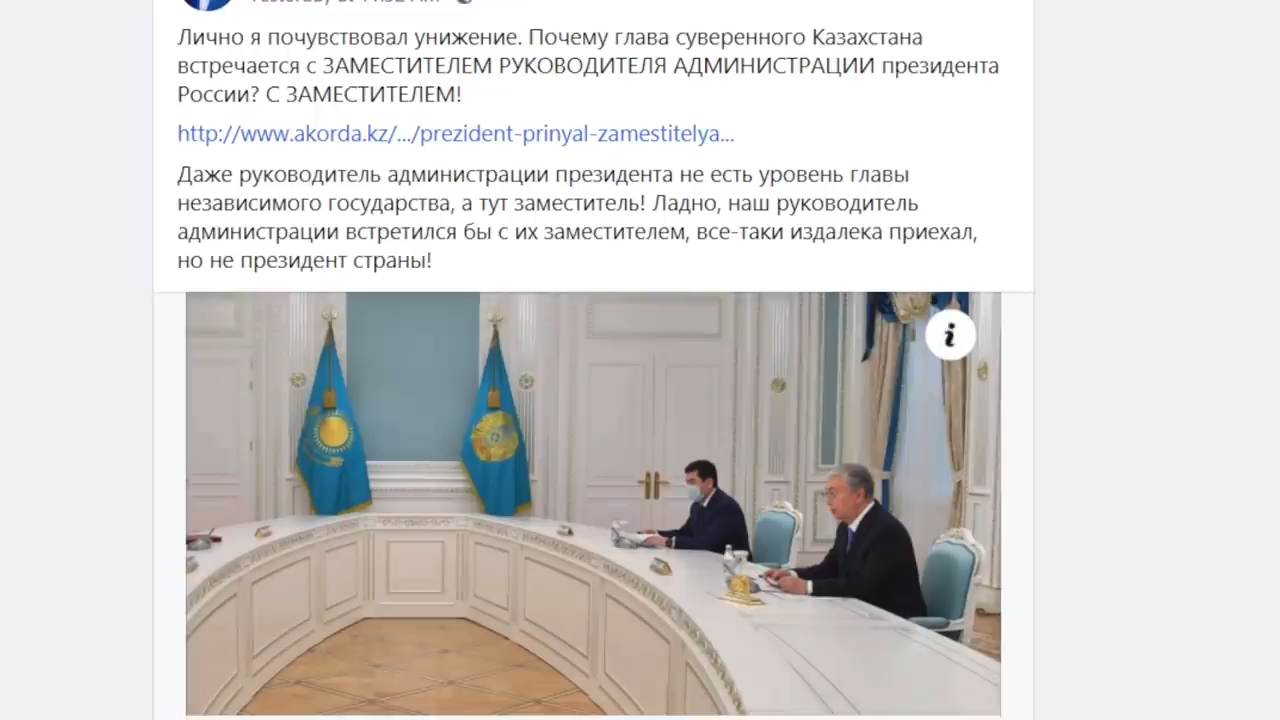 Лично я почувствовал унижение. Почему глава суверенного Казахстана
встречается с ЗАМЕСТИТЕЛЕМ РУКОВОДИТЕЛЯ АДМИНИСТРАЦИИ президента
России? С ЗАМЕСТИТЕЛЕМ!
http://www.akorda.kz/.../prezident-prinyal-zamestitelya...
Даже руководитель администрации президента не есть уровень главы
независимого государства, а тут заместитель! Ладно, наш руководитель
администрации встретился бы с их заместителем, все-таки издалека приехал,
но не президент страны!